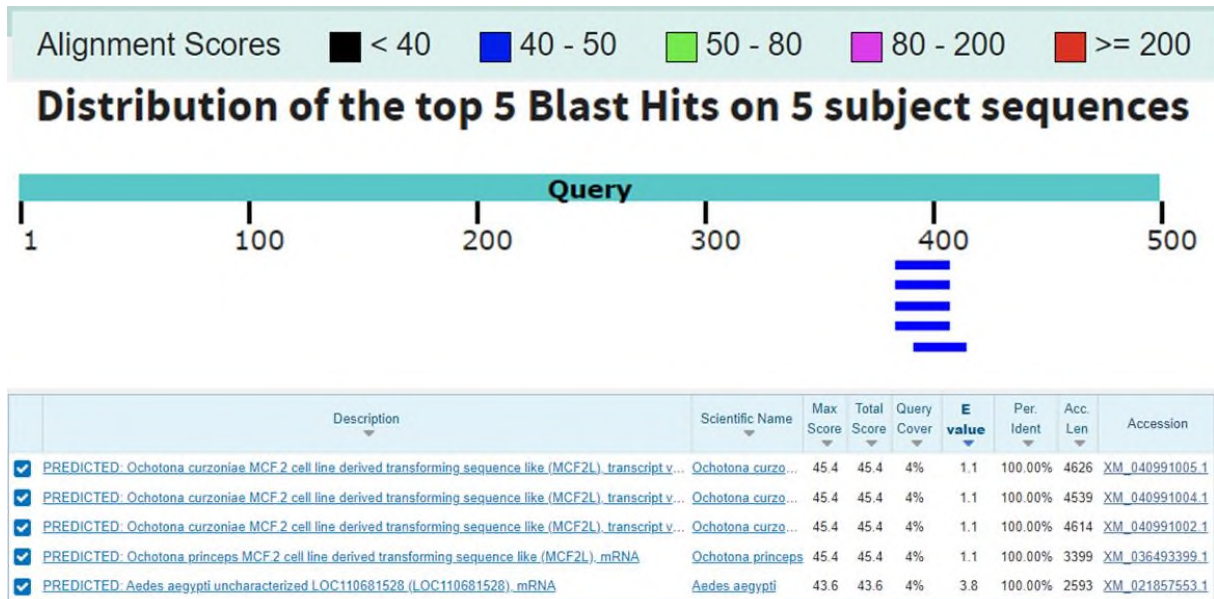 Alignment Scores < 40 40 - 50 50 - 80 80 - 200 >= 200
Distribution of the top 5 Blast Hits on 5 subject sequences
Query
1 100 200 300 400 500
Description Scientific Name Max Score Total Score Query Cover E value Per. Ident Acc. Len Accession
PREDICTED: Ochotona curzoniae MCF.2 cell line derived transforming sequence like (MCF2L), transcript v... Ochotona curzo... 45.4 45.4 4% 1.1 100.00% 4626 XM_040991005.1
PREDICTED: Ochotona curzoniae MCF.2 cell line derived transforming sequence like (MCF2L), transcript v... Ochotona curzo... 45.4 45.4 4% 1.1 100.00% 4539 XM_040991004.1
PREDICTED: Ochotona curzoniae MCF.2 cell line derived transforming sequence like (MCF2L), transcript v... Ochotona curzo... 45.4 45.4 4% 1.1 100.00% 4614 XM_040991002.1
PREDICTED: Ochotona princeps MCF.2 cell line derived transforming sequence like (MCF2L), mRNA Ochotona princeps 45.4 45.4 4% 1.1 100.00% 3399 XM_036493399.1
PREDICTED: Aedes aegypti uncharacterized LOC110681528 (LOC110681528), mRNA Aedes aegypti 43.6 43.6 4% 3.8 100.00% 2593 XM_021857553.1